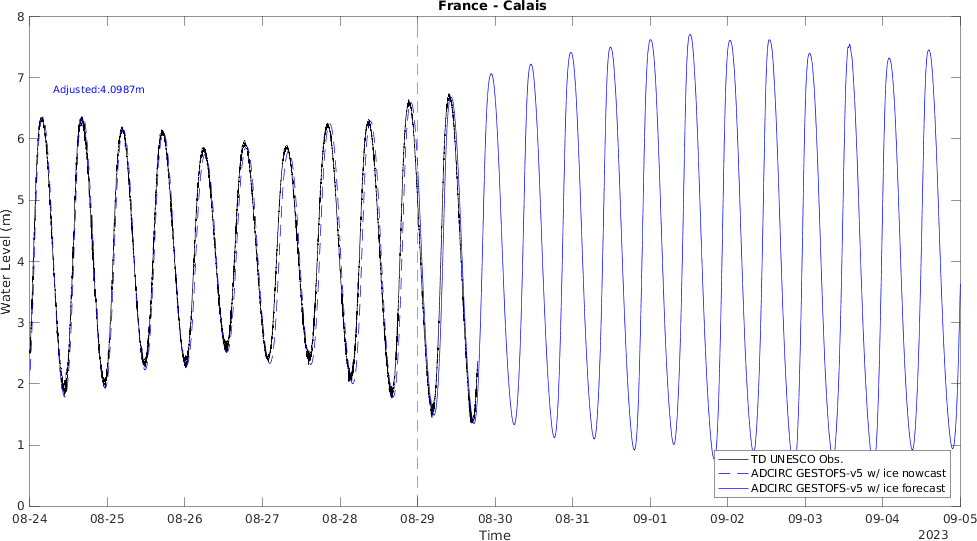 France - Calais
8
7
6
5
4
3
2
1
0
Water Level (m)
Adjusted:4.0987m
TD UNESCO Obs.
ADCIRC GESTOFS-v5 w/ ice nowcast
ADCIRC GESTOFS-v5 w/ ice forecast
08-24 08-25 08-26 08-27 08-28 08-29 08-30 08-31 09-01 09-02 09-03 09-04 09-05
Time
2023